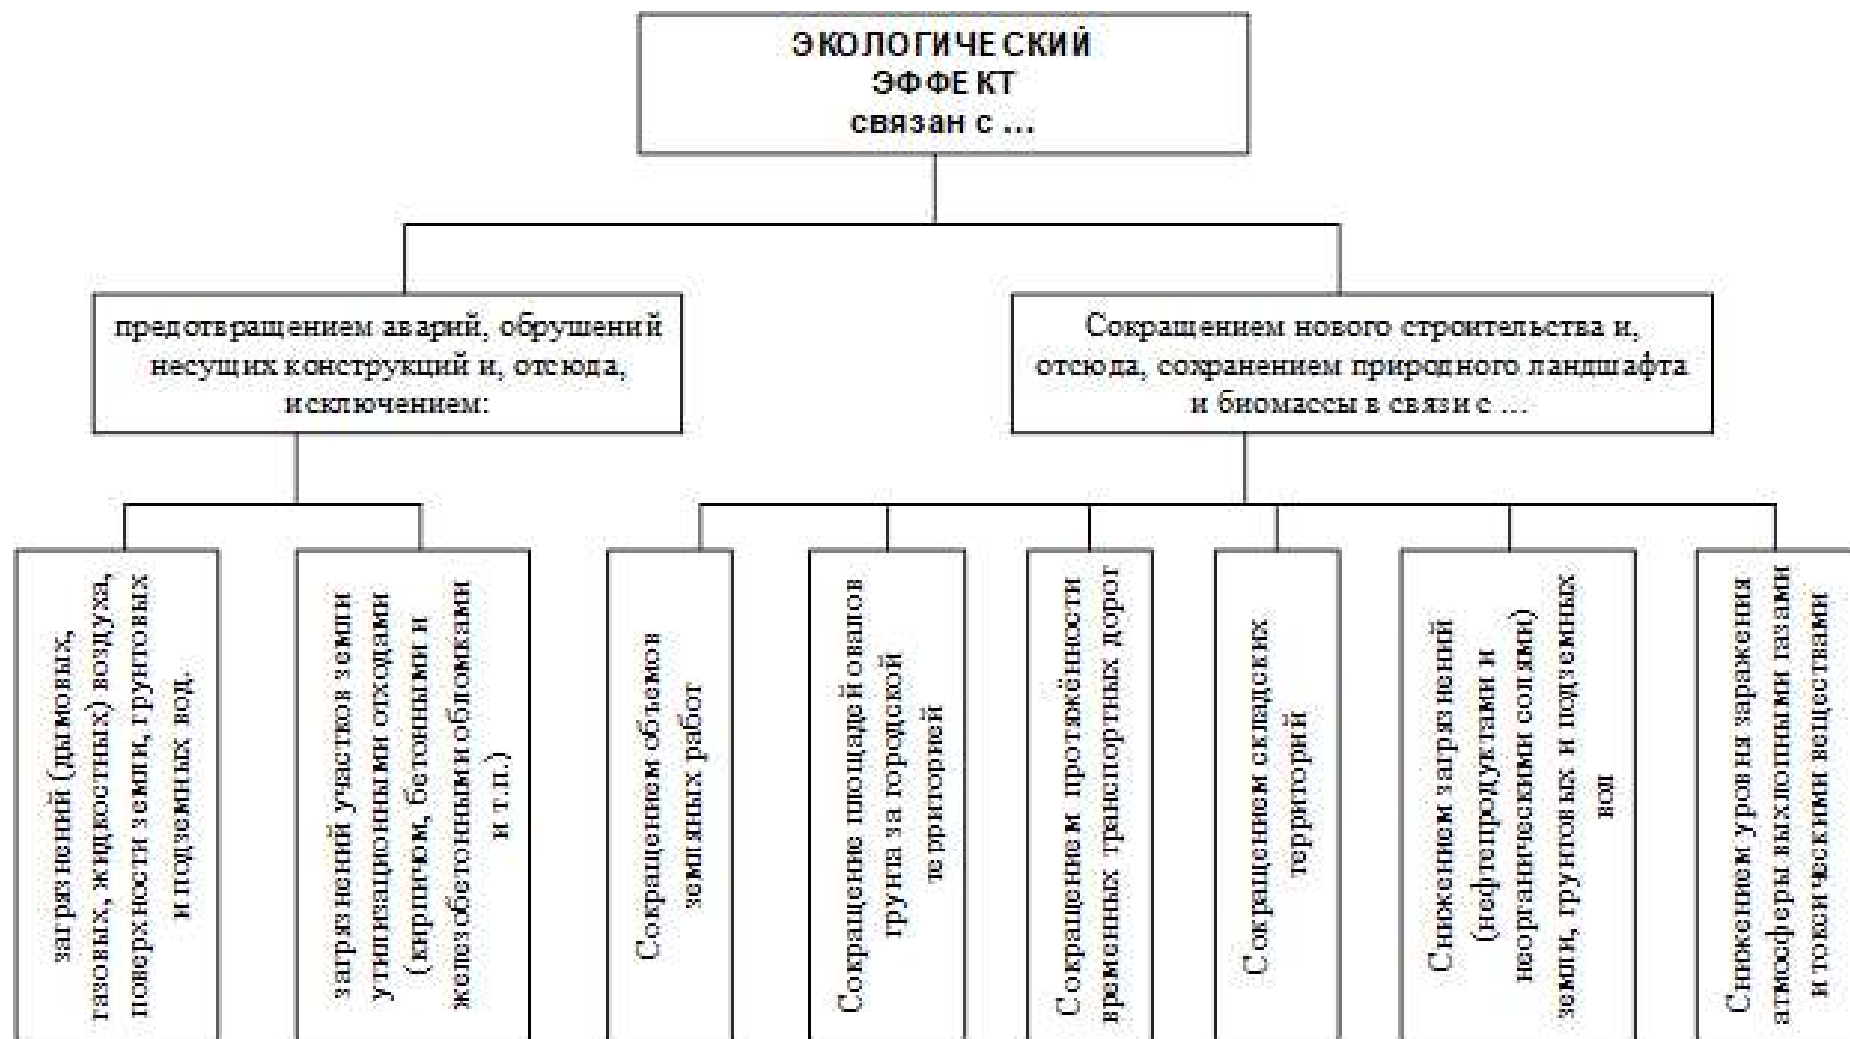 ЭКОЛОГИЧЕСКИЙ
ЭФФЕКТ
связан с ...
предотвращением аварий, обрушений
несущих конструкций и, отсюда,
исключением:
Сокращением нового строительства и,
отсюда, сохранением природного ландшафта
и биомассы в связи с ...
загрязнений (дымовых,
газовых, жидкостных) воздуха,
поверхности земли, грунтовых
и подземных вод.
загрязнений участков земли
утилизационными отходами
(кирпичом, бетонными и
железобетонными обломками
и т.п.)
Сокращением объемов
земляных работ
Сокращение площадей овалов
грунта за городской
территорией
Сокращением протяжённости
временных транспортных дорог
Сокращением складских
территорий
Снижением загрязнений
(нефтепродуктами и
неорганическими солями)
земли, грунтовых и подземных
вод
Снижением уровня заражения
атмосферы выхлопными газами
и токсическими веществами